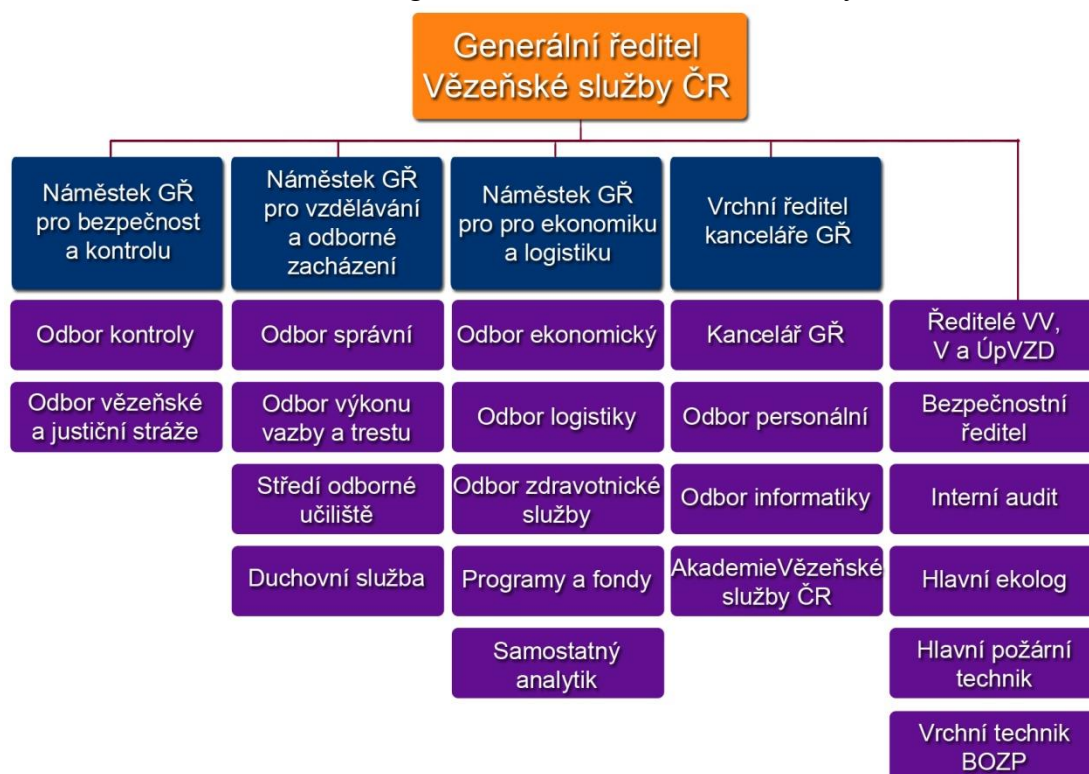 Generální ředitel
Vězeňské služby ČR
Náměstek GŘ
pro bezpečnost
a kontrolu
Náměstek GŘ
pro vzdělávání
a odborné
zacházení
Náměstek GŘ
pro pro ekonomiku
a logistiku
Vrchní ředitel
kanceláře GŘ
Odbor kontroly
Odbor vězeňské
a justiční stráže
Odbor správní
Odbor výkonu
vazby a trestu
Středí odborné
učiliště
Duchovní služba
Odbor ekonomický
Odbor logistiky
Odbor zdravotnické
služby
Programy a fondy
Samostatný
analytik
Kancelář GŘ
Odbor personální
Odbor informatiky
AkademieVězeňské
služby ČR
Ředitelé VV,
V a ÚpVZD
Bezpečnostní
ředitel
Interní audit
Hlavní ekolog
Hlavní požární
technik
Vrchní technik
BOZP